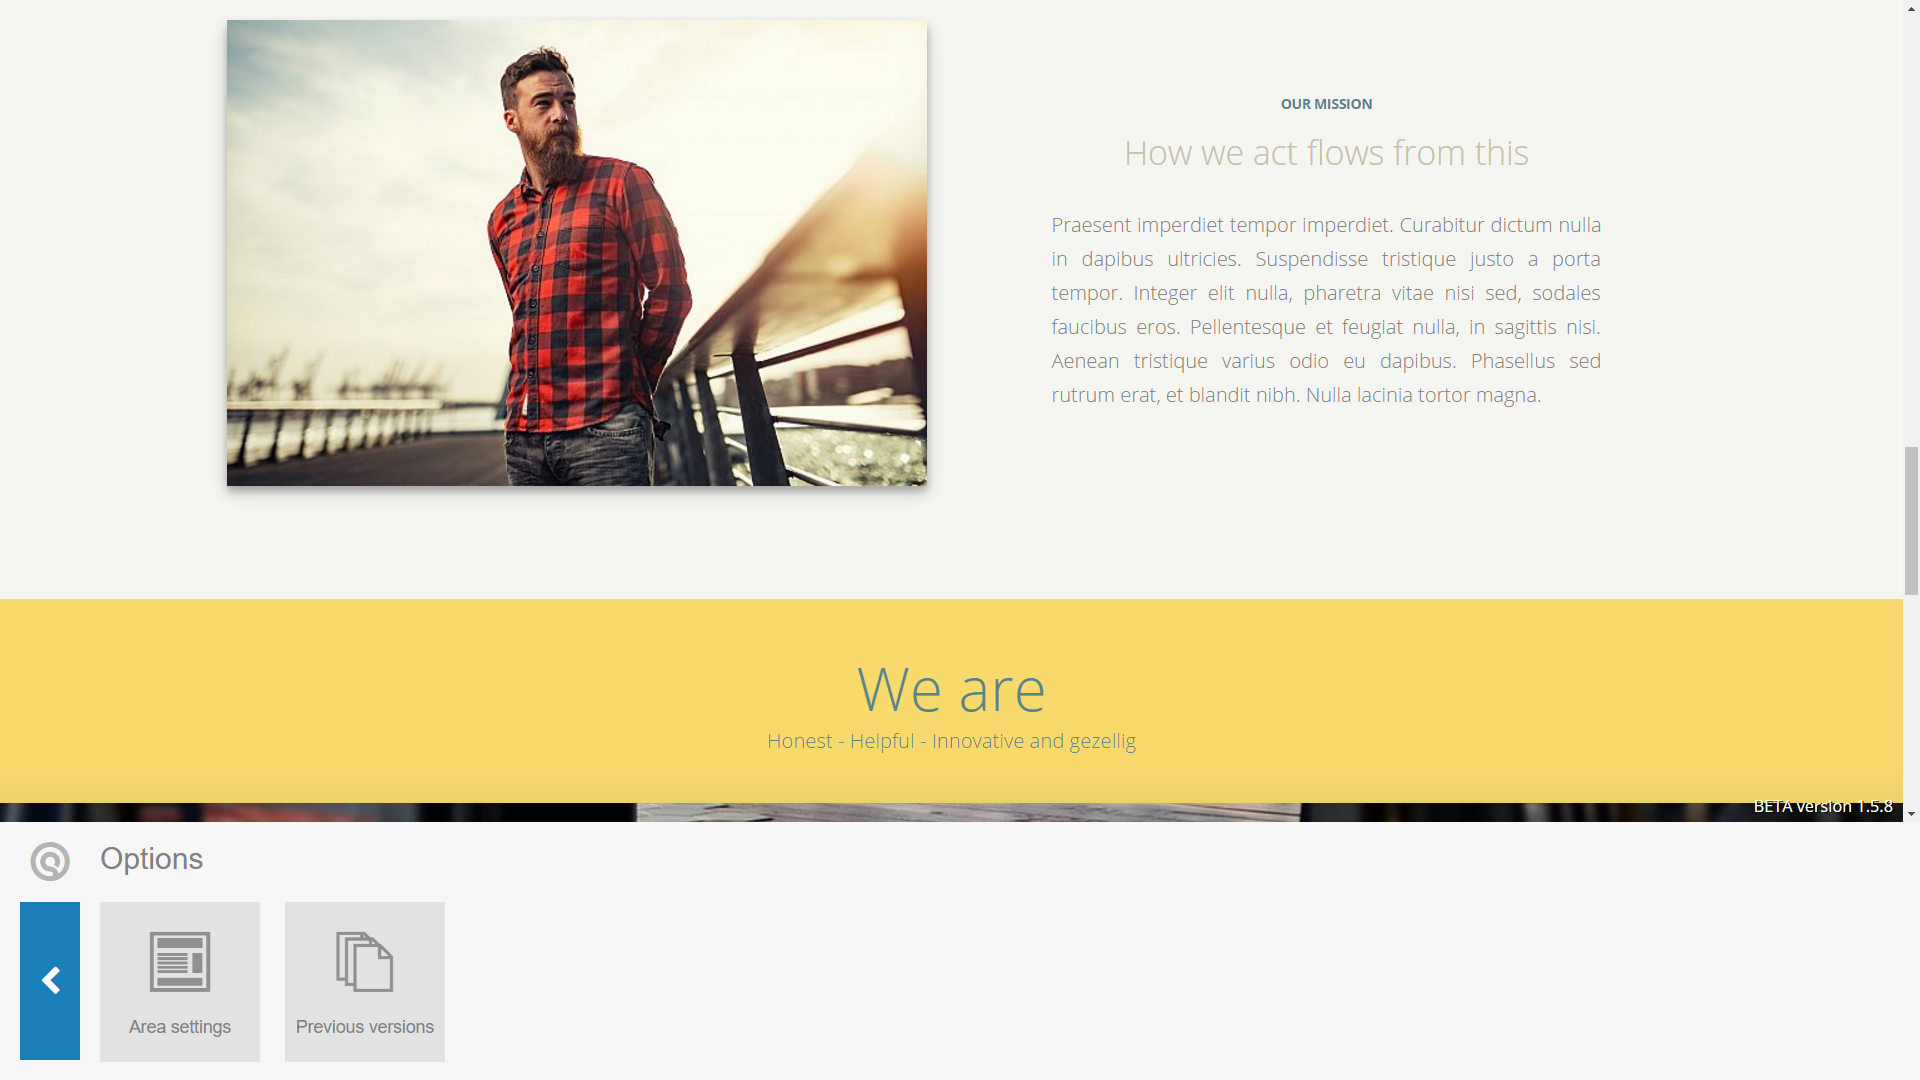 OUR MISSION
How we act flows from this
Praesent imperdiet tempor imperdiet. Curabitur dictum nulla
in dapibus ultricies. Suspendisse tristique justo a porta
tempor. Integer elit nulla, pharetra vitae nisi sed, sodales
faucibus eros. Pellentesque et feugiat nulla, in sagittis nisi.
Aenean tristique varius odio eu dapibus. Phasellus sed
rutrum erat, et blandit nibh. Nulla lacinia tortor magna.
We are
Honest - Helpful - Innovative and gezellig
BETA version 1.5.8
Options
Area settings
Previous versions